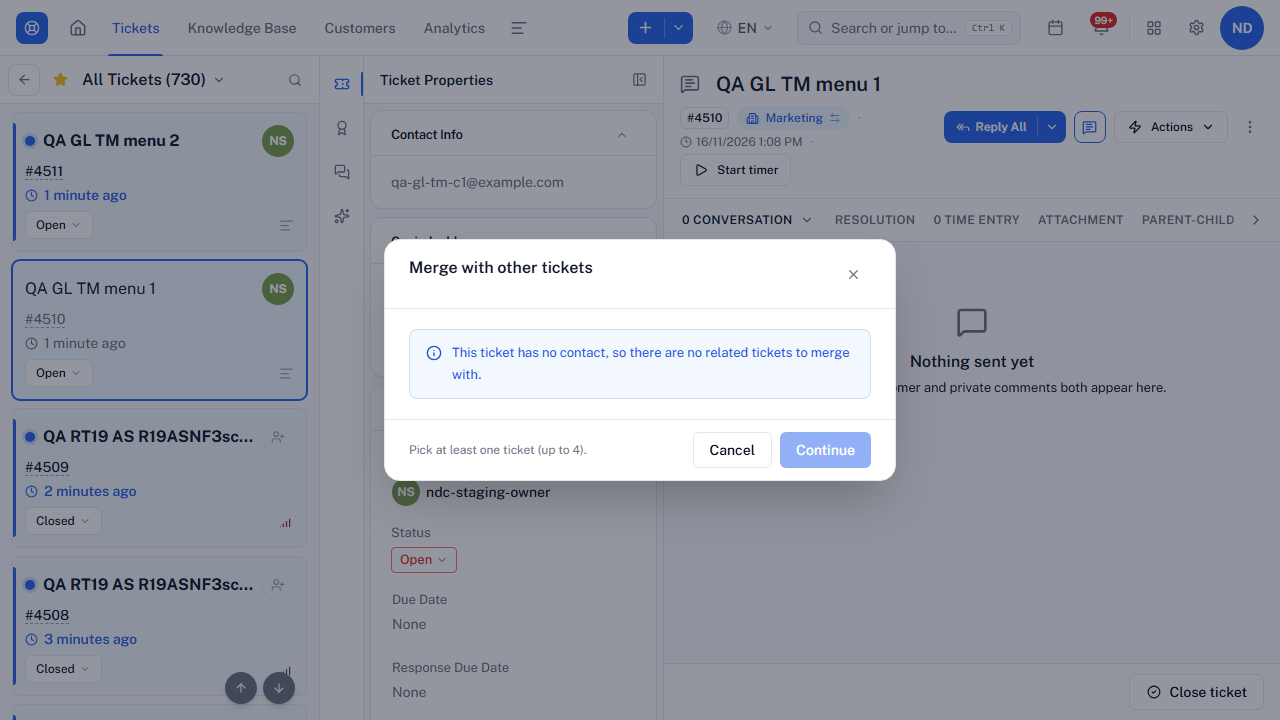 Tickets
Knowledge Base
Customers
Analytics
EN
Search or jump to...
Ctrl K
99+
ND
All Tickets (730)
QA GL TM menu 2
NS
#4511
1 minute ago
Open
QA GL TM menu 1
NS
#4510
1 minute ago
Open
QA RT19 AS R19ASNF3sc...
#4509
2 minutes ago
Closed
QA RT19 AS R19ASNF3sc...
#4508
3 minutes ago
Closed
Ticket Properties
Contact Info
qa-gl-tm-c1@example.com
NS
ndc-staging-owner
Status
Open
Due Date
None
Response Due Date
None
QA GL TM menu 1
#4510
Marketing
16/11/2026 1:08 PM
Start timer
Reply All
Actions
0 CONVERSATION
RESOLUTION
0 TIME ENTRY
ATTACHMENT
PARENT-CHILD
Nothing sent yet
and private comments both appear here.
Close ticket
Merge with other tickets
This ticket has no contact, so there are no related tickets to merge
with.
Pick at least one ticket (up to 4).
Cancel
Continue